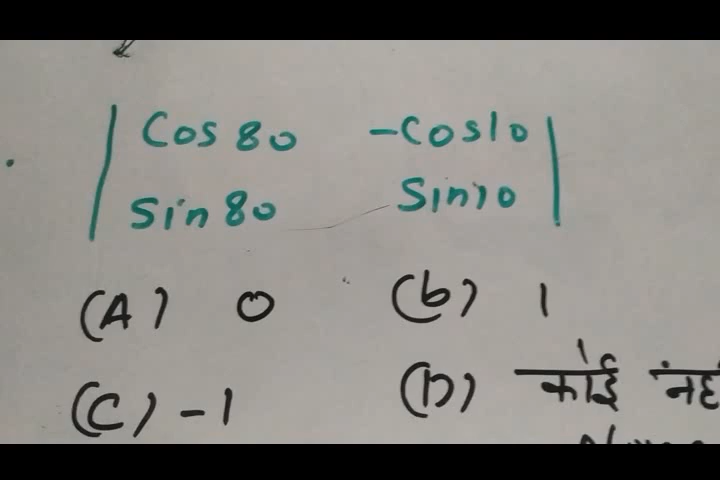 Cos 80 -Cos10
Sin 80 Sin10
(A) 0 (b) 1
(C) -1 (D) कोई